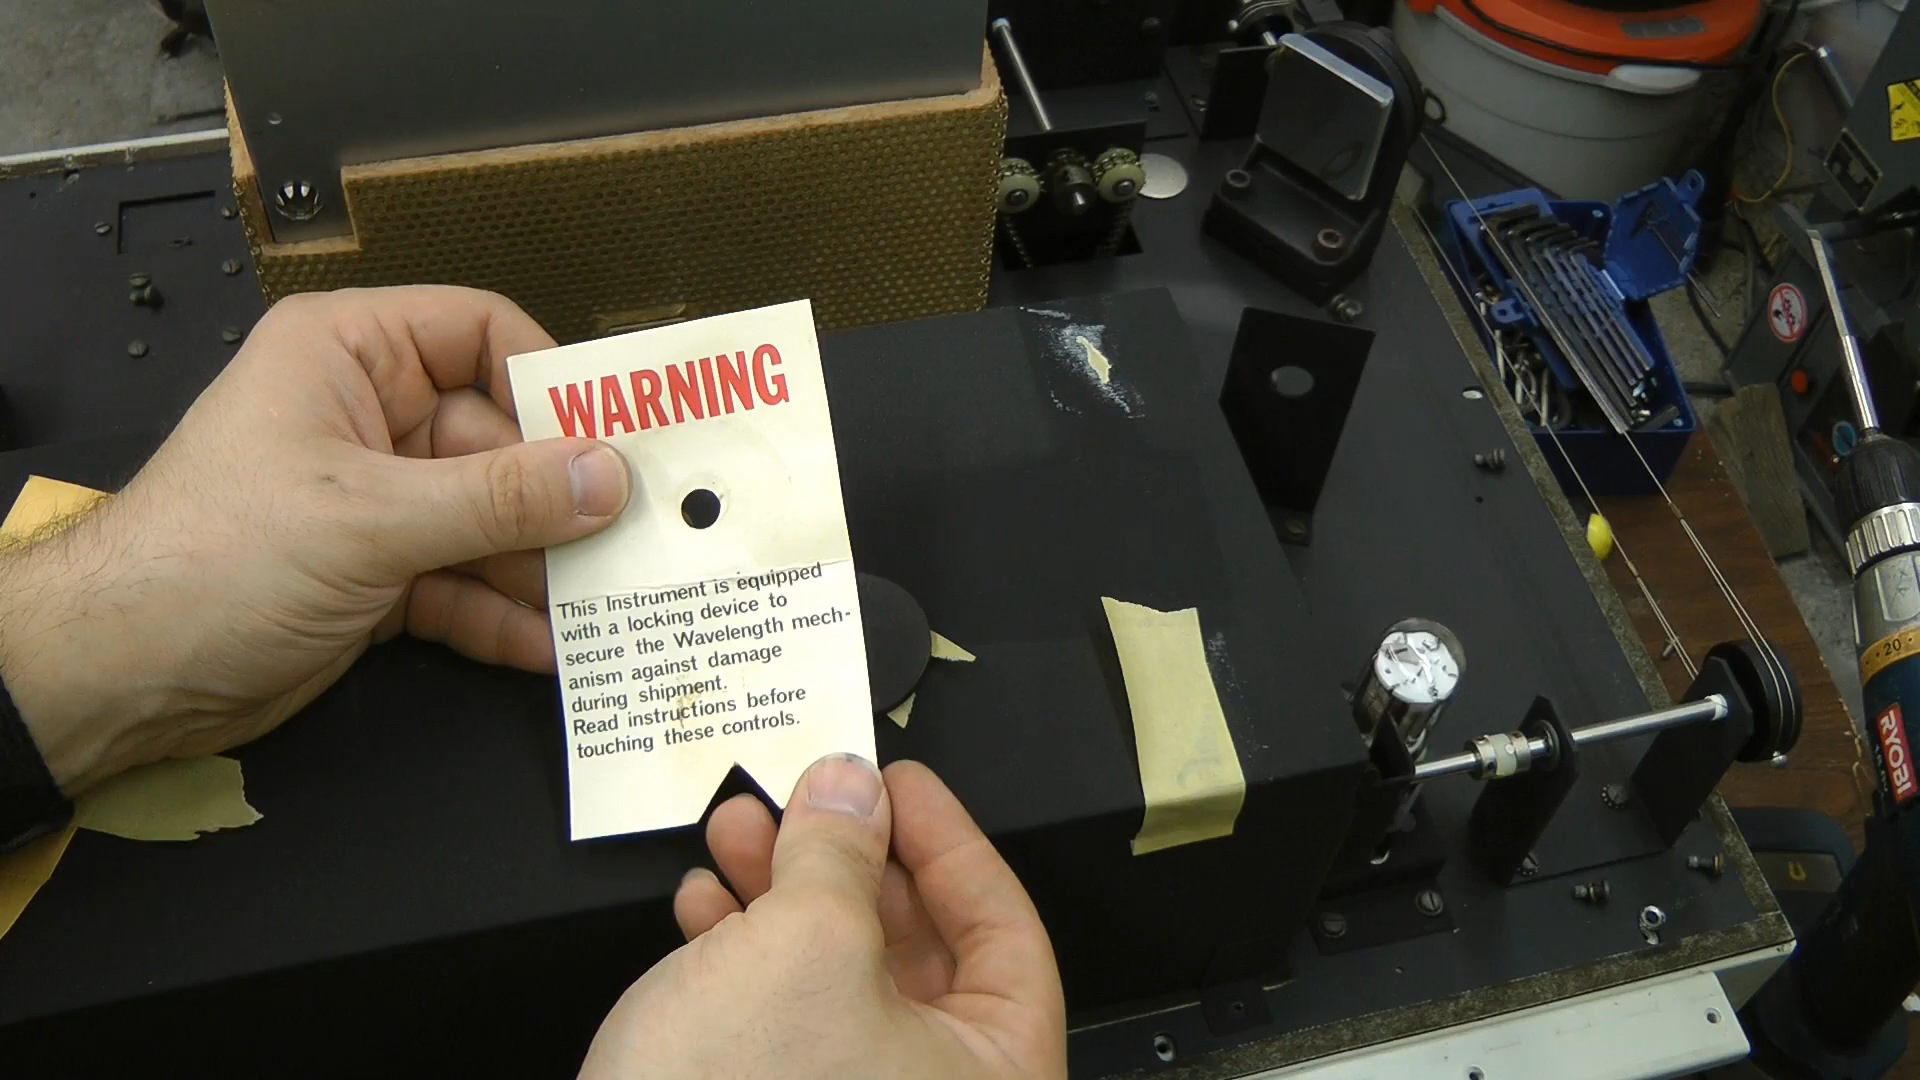 WARNING
This Instrument is equipped
with a locking device to
secure the Wavelength mech-
anism against damage
during shipment.
Read instructions before
touching these controls.
20
RYOBI